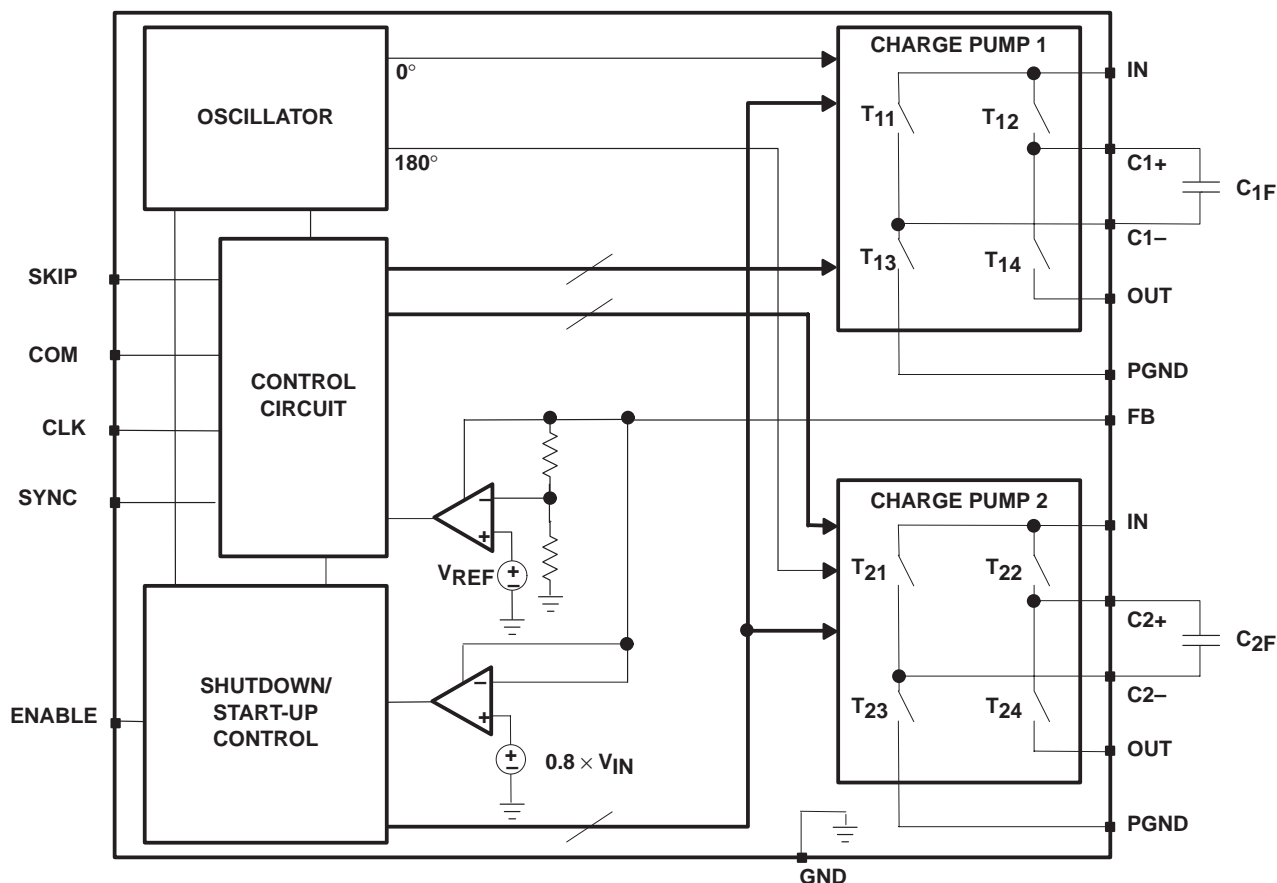 CHARGE PUMP 1
IN
0°
OSCILLATOR
T11
T12
180°
C1+
C1F
C1–
T13
T14
SKIP
OUT
COM
CONTROL
CIRCUIT
PGND
CLK
FB
SYNC
–
+
VREF
+
–
CHARGE PUMP 2
IN
T21
T22
C2+
C2F
C2–
SHUTDOWN/
START-UP
CONTROL
–
+
ENABLE
T23
T24
OUT
+
–
0.8 × VIN
PGND
GND